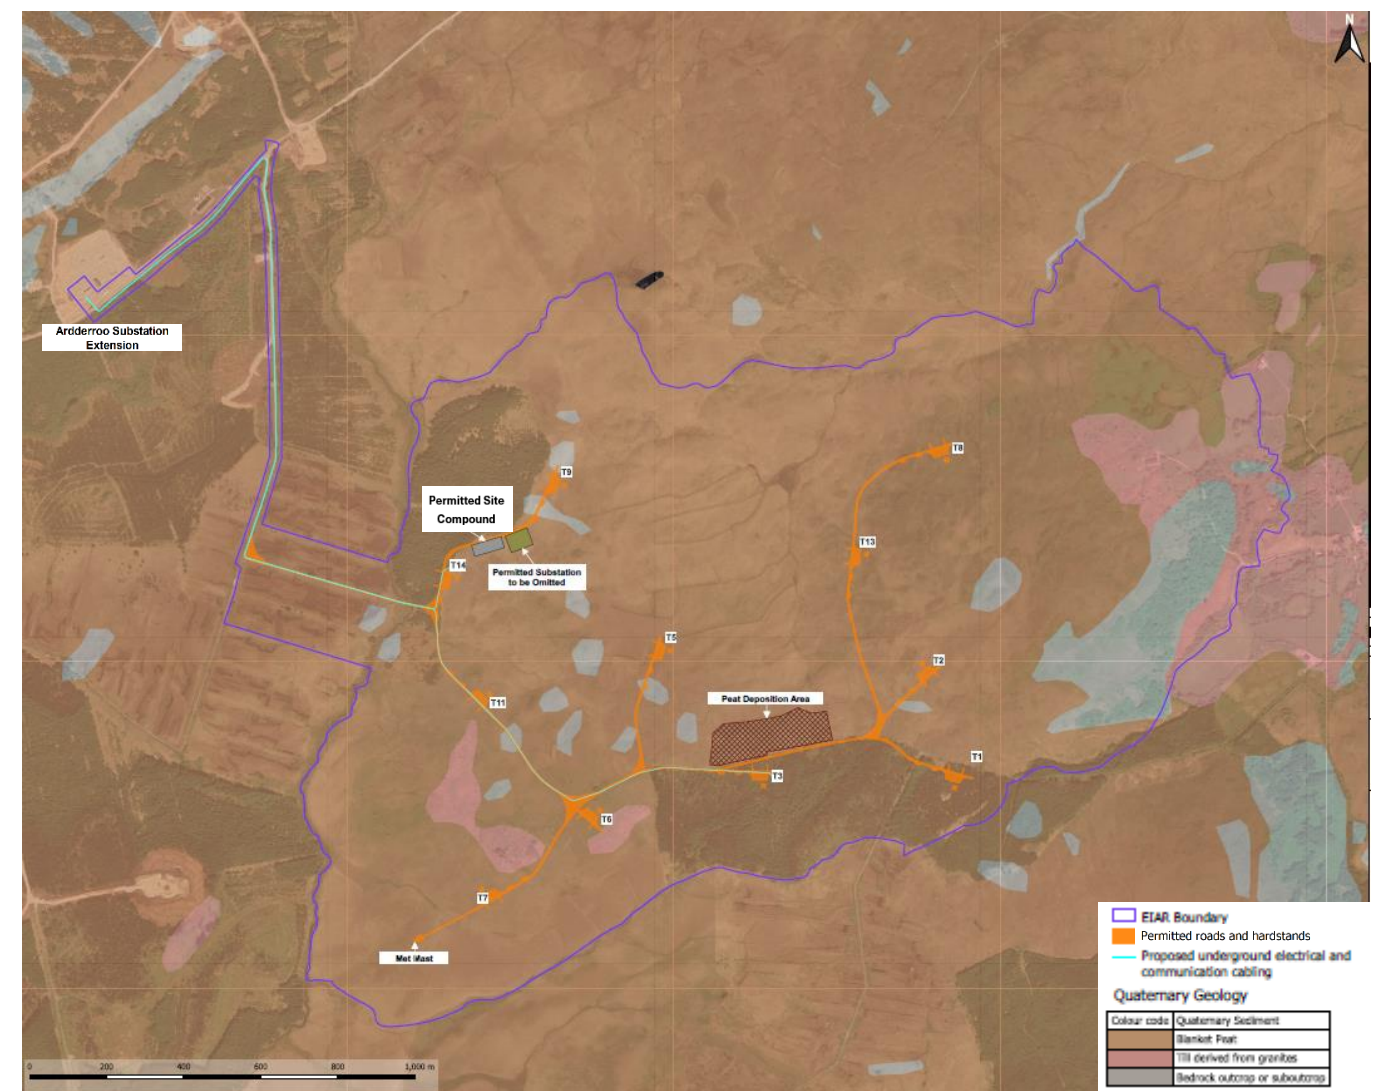 N
Ardderroo Substation
Extension
T8
T9
Permitted Site
Compound
T13
T14
Permitted Substation
to be Omitted
T5
T2
Peat Deposition Area
T11
T1
T3
T6
T7
Met Mast
EIAR Boundary
Permitted roads and hardstands
Proposed underground electrical and
communication cabling
Quaternary Geology
Colour code Quaternary Sediment
Blanket Peat
Till derived from granites
Bedrock outcrop or suboutcrop
0 200 400 600 800 1,000 m